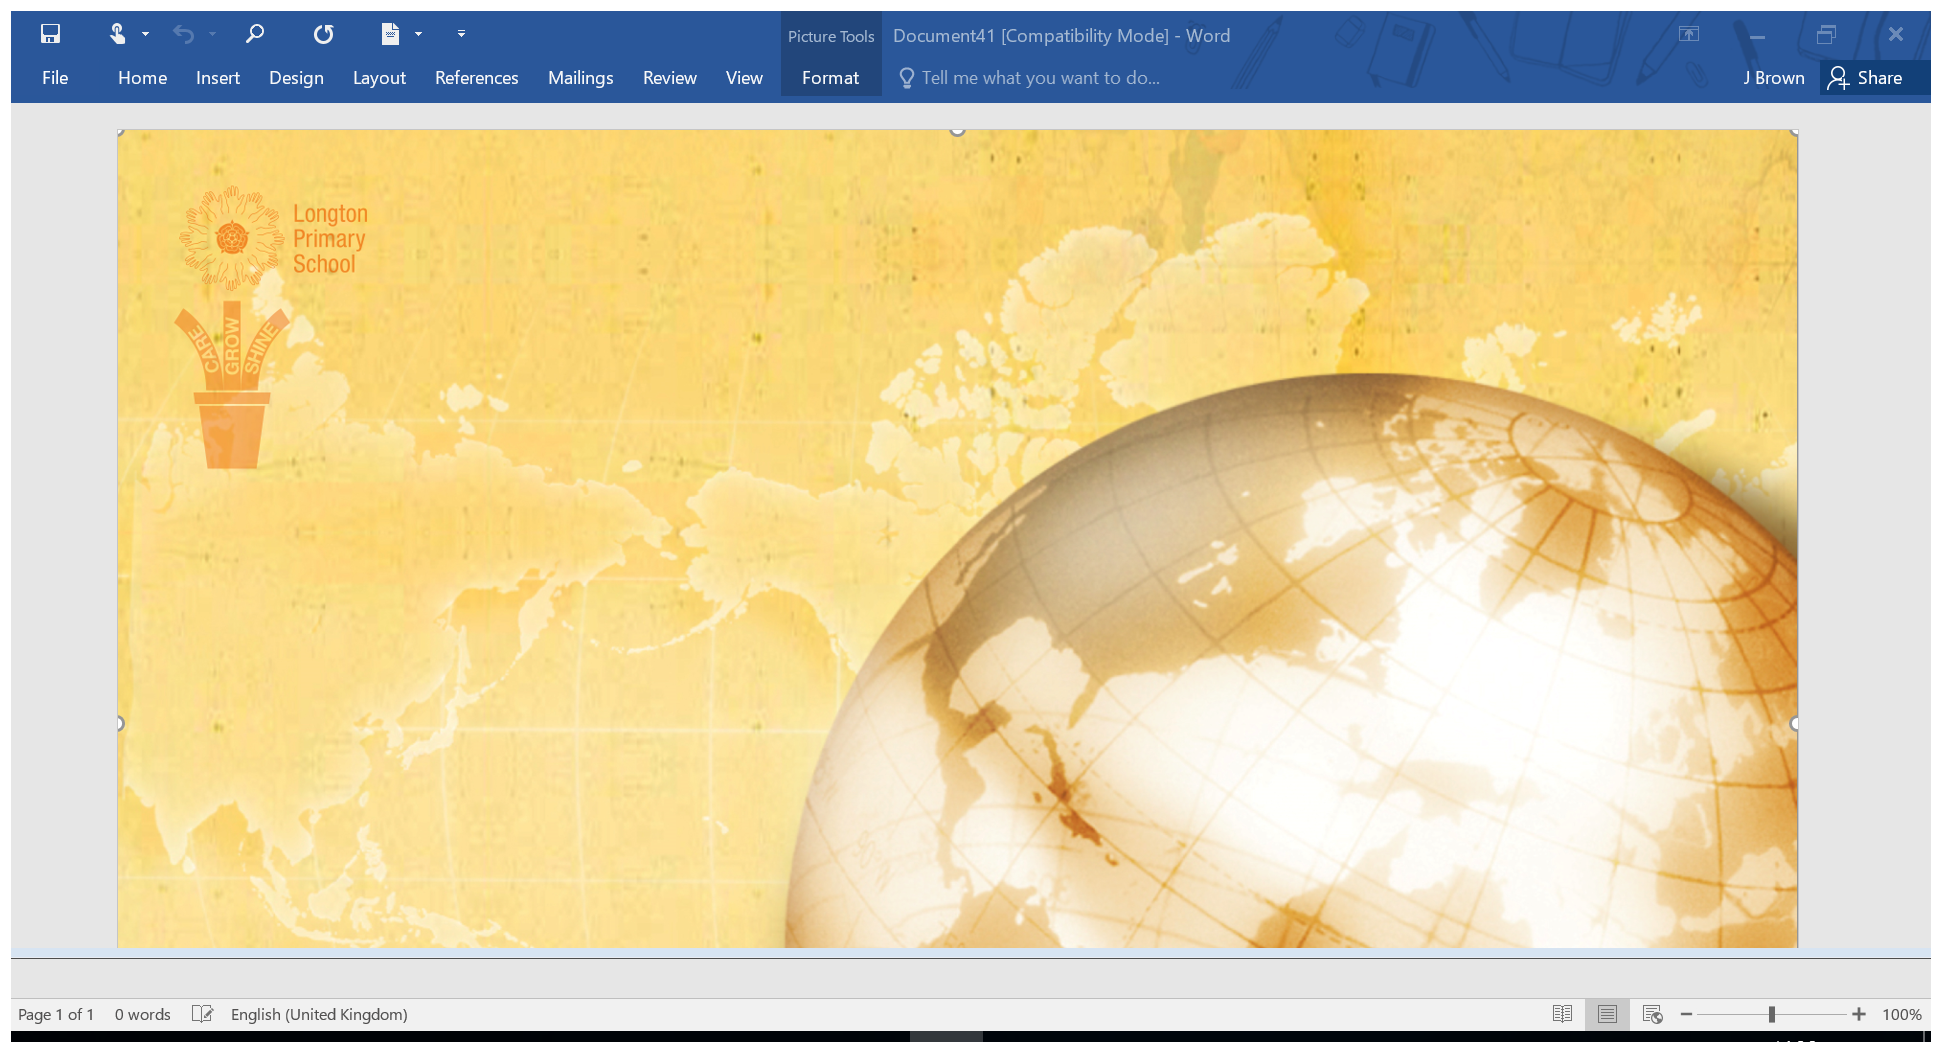 Picture Tools
Document41 [Compatibility Mode] - Word
File Home Insert Design Layout References Mailings Review View Format Tell me what you want to do... J Brown Share
Longton
Primary
School
CARE GROW SHINE
Page 1 of 1 0 words English (United Kingdom) 100%